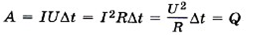 A = IUΔt = I²RΔt = U²/R Δt = Q